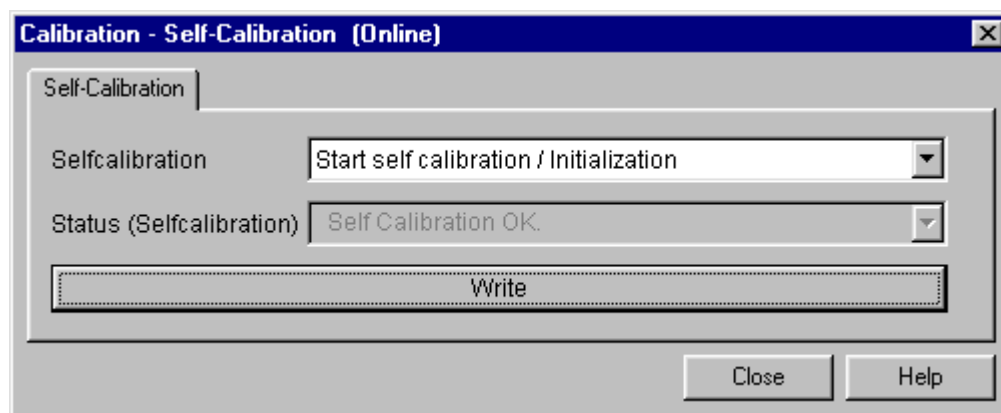 Calibration - Self-Calibration (Online)
Self-Calibration
Selfcalibration Start self calibration / Initialization
Status (Selfcalibration) Self Calibration OK.
Write
Close Help